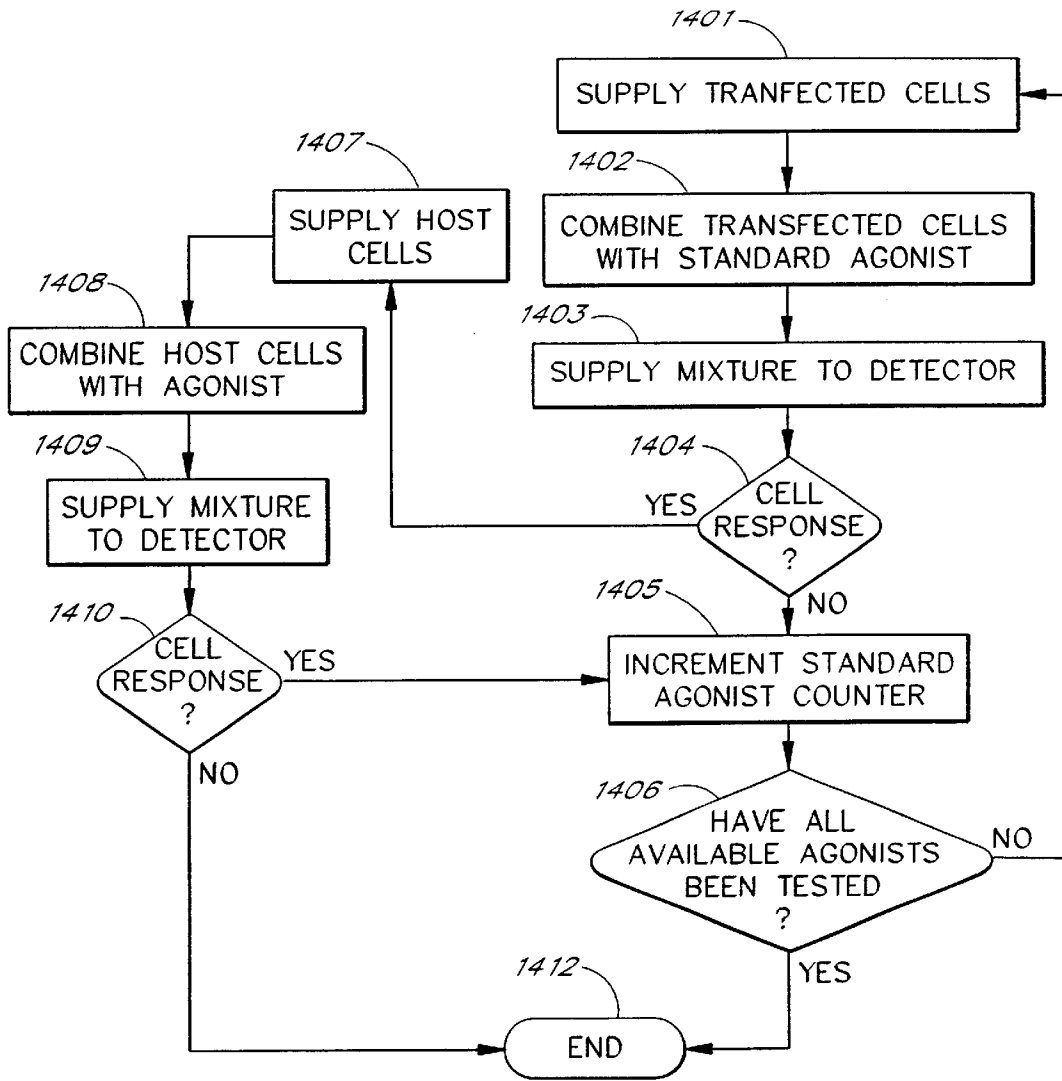 1401
SUPPLY TRANFECTED CELLS
1402
COMBINE TRANSFECTED CELLS
WITH STANDARD AGONIST
1403
SUPPLY MIXTURE TO DETECTOR
1404
CELL
RESPONSE
?
YES
NO
1407
SUPPLY HOST
CELLS
1408
COMBINE HOST CELLS
WITH AGONIST
1409
SUPPLY MIXTURE
TO DETECTOR
1410
CELL
RESPONSE
?
YES
NO
1405
INCREMENT STANDARD
AGONIST COUNTER
1406
HAVE ALL
AVAILABLE AGONISTS
BEEN TESTED
?
NO
YES
1412
END